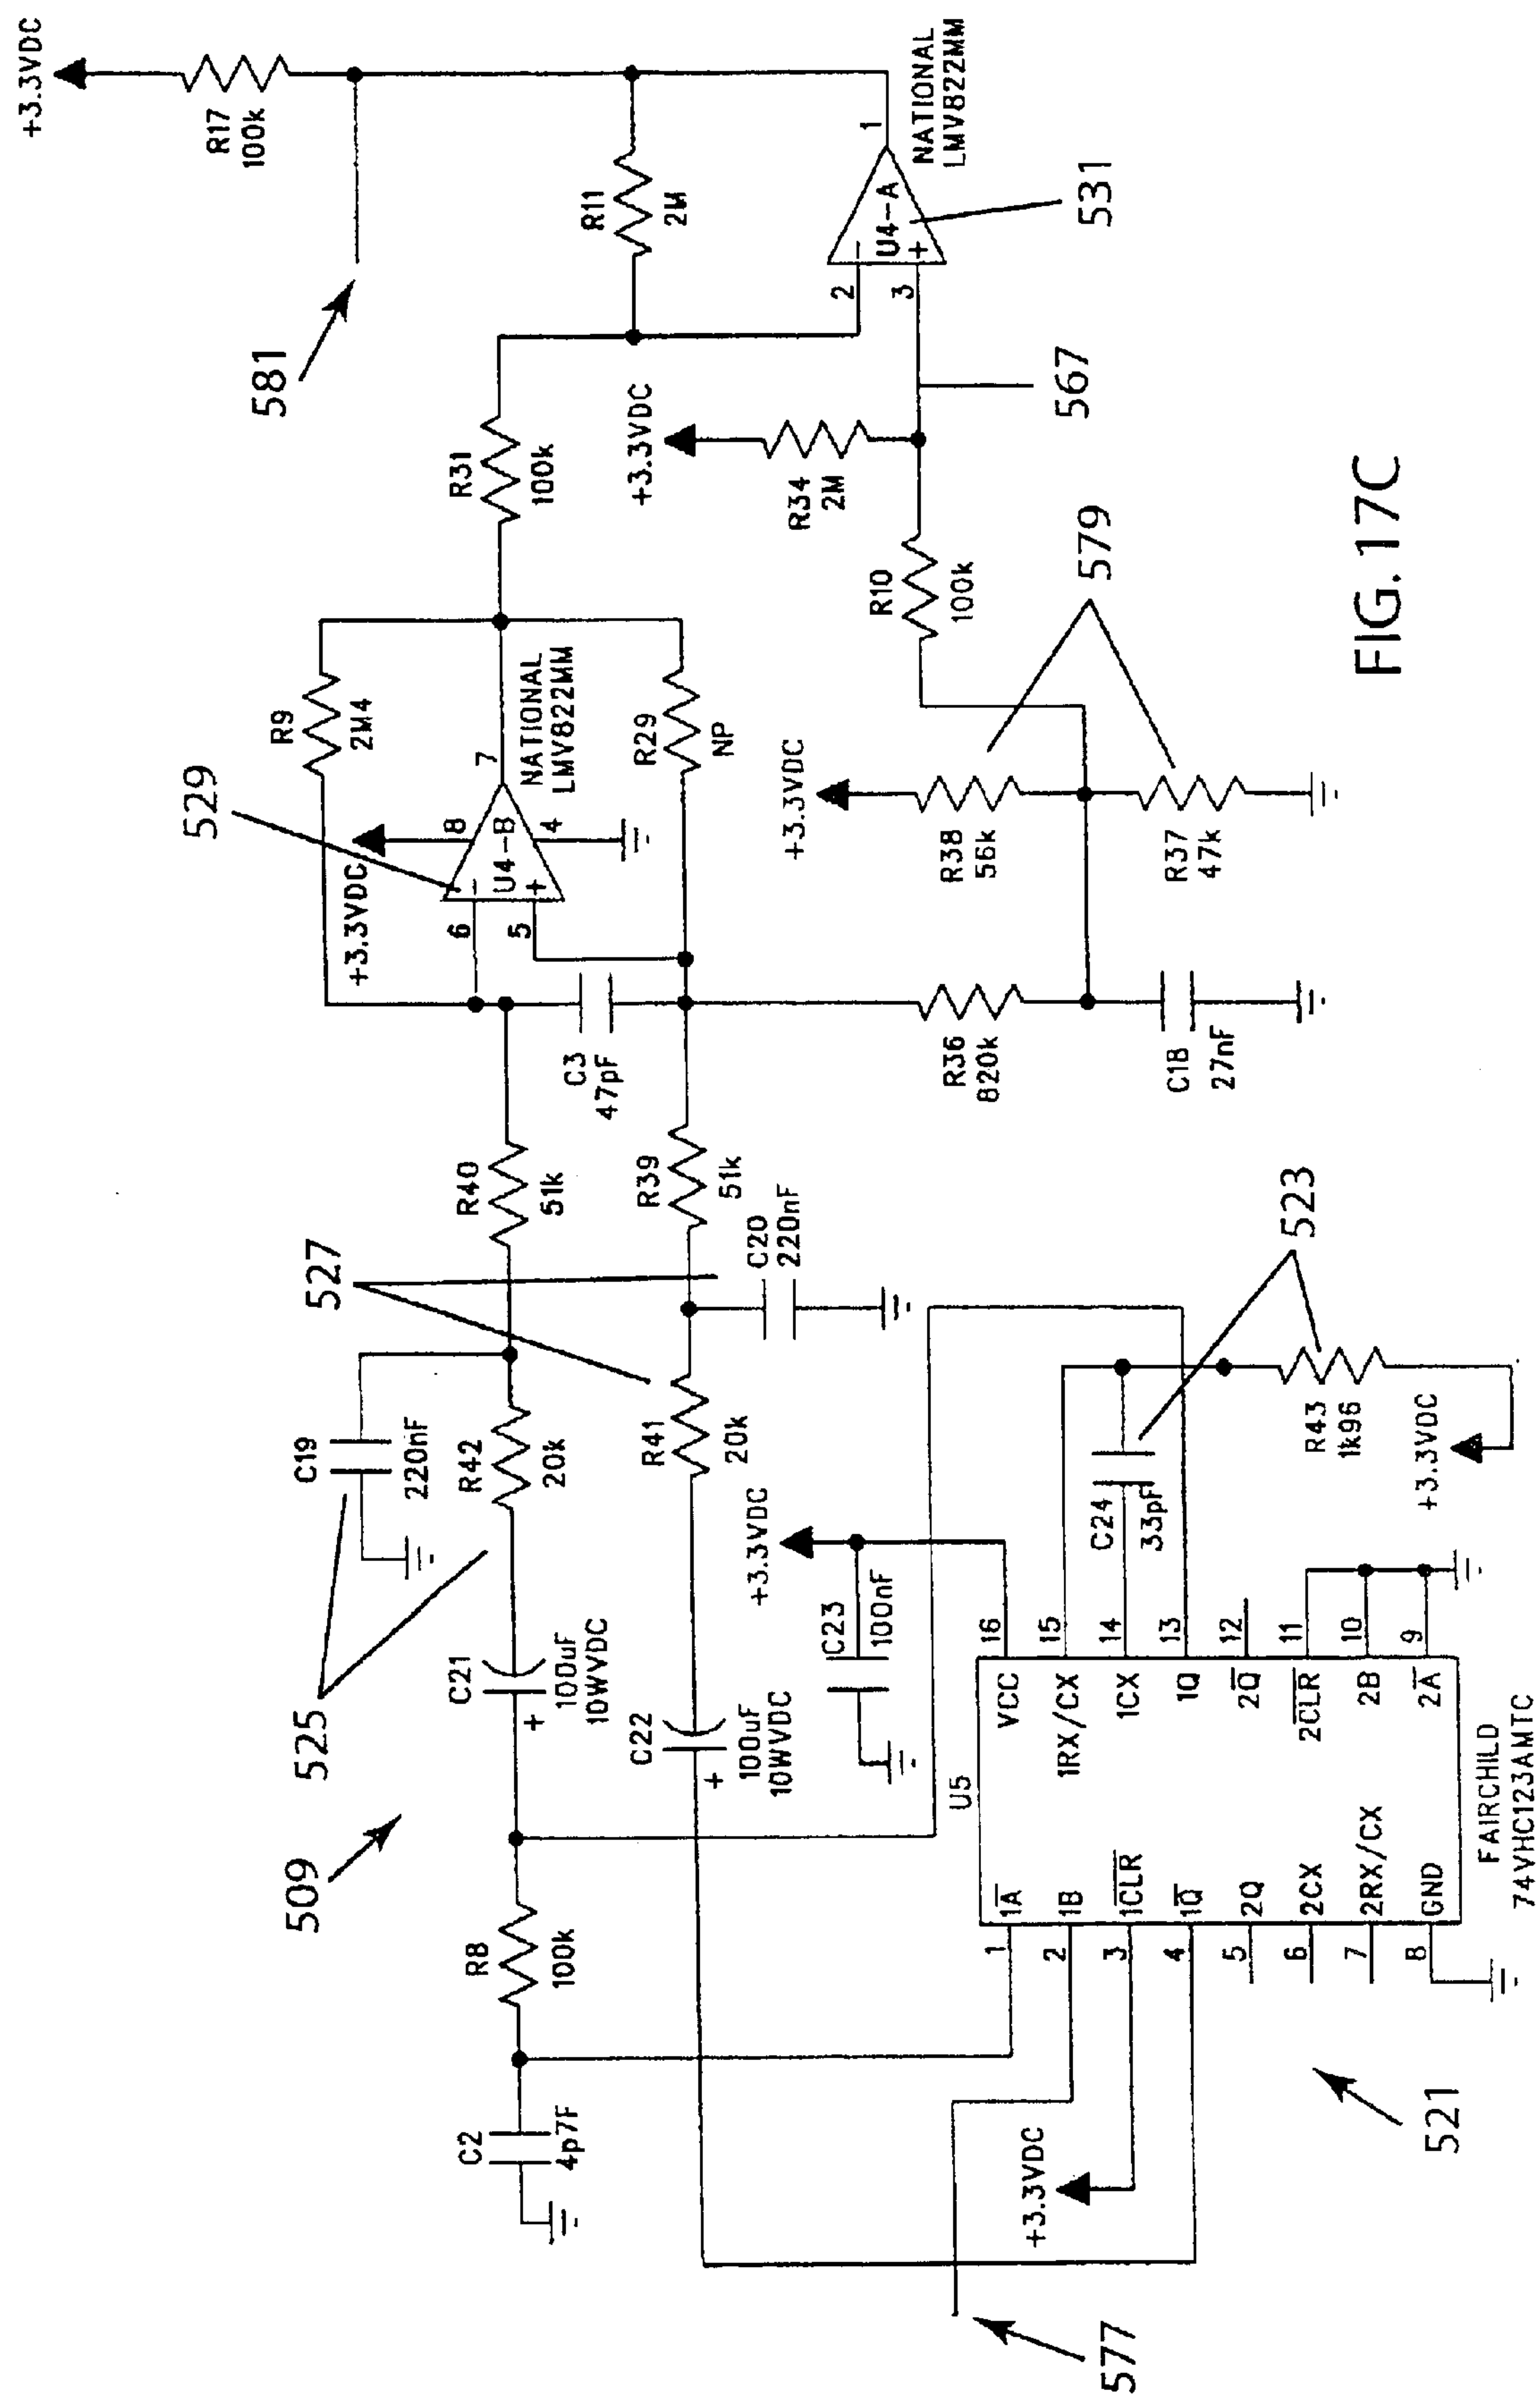 509
525
C2
4p7F
R8
100k
C21
+
100uF
10WVDC
R42
20k
C19
220nF
R40
51k
527
C22
+
100uF
10WVDC
R41
20k
C20
220nF
R39
51k
C3
47pF
529
+3.3VDC
R9
2M4
6
5
-
+
U4-B
8
4
7
NATIONAL
LMV822MM
R29
NP
R31
100k
581
+3.3VDC
R17
100k
R11
2M
2
3
-
+
U4-A
1
NATIONAL
LMV822MM
531
567
+3.3VDC
R34
2M
R10
100k
579
+3.3VDC
R38
56k
R37
47k
R36
820k
C18
27nF
577
+3.3VDC
521
U5
1 1A
2 1B
3 1CLR
4 1Q
5 2Q
6 2CX
7 2RX/CX
8 GND
VCC 16
1RX/CX 15
1CX 14
1Q 13
2Q 12
2CLR 11
2B 10
2A 9
FAIRCHILD
74VHC123AMTC
+3.3VDC
C23
100nF
C24
33pF
523
R43
1k96
+3.3VDC
FIG. 17C